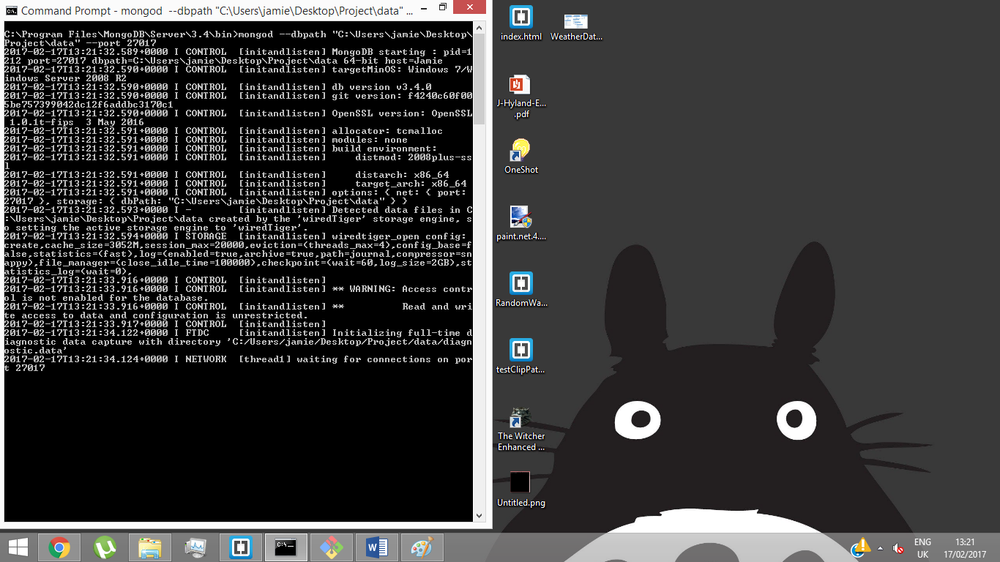 Command Prompt - mongod  --dbpath "C:\Users\jamie\Desktop\Project\data" ...
C:\Program Files\MongoDB\Server\3.4\bin>mongod --dbpath "C:\Users\jamie\Desktop\
Project\data" --port 27017
2017-02-17T13:21:32.589+0000 I CONTROL  [initandlisten] MongoDB starting : pid=1
212 port=27017 dbpath=C:\Users\jamie\Desktop\Project\data 64-bit host=Jamie
2017-02-17T13:21:32.590+0000 I CONTROL  [initandlisten] targetMinOS: Windows 7/W
indows Server 2008 R2
2017-02-17T13:21:32.590+0000 I CONTROL  [initandlisten] db version v3.4.0
2017-02-17T13:21:32.590+0000 I CONTROL  [initandlisten] git version: f4240c60f00
5be757399042dc12f6addbc3170c1
2017-02-17T13:21:32.590+0000 I CONTROL  [initandlisten] OpenSSL version: OpenSSL
 1.0.1t-fips  3 May 2016
2017-02-17T13:21:32.591+0000 I CONTROL  [initandlisten] allocator: tcmalloc
2017-02-17T13:21:32.591+0000 I CONTROL  [initandlisten] modules: none
2017-02-17T13:21:32.591+0000 I CONTROL  [initandlisten] build environment:
2017-02-17T13:21:32.591+0000 I CONTROL  [initandlisten]     distmod: 2008plus-ss
l
2017-02-17T13:21:32.591+0000 I CONTROL  [initandlisten]     distarch: x86_64
2017-02-17T13:21:32.591+0000 I CONTROL  [initandlisten]     target_arch: x86_64
2017-02-17T13:21:32.591+0000 I CONTROL  [initandlisten] options: { net: { port:
27017 }, storage: { dbPath: "C:\Users\jamie\Desktop\Project\data" } }
2017-02-17T13:21:32.593+0000 I -        [initandlisten] Detected data files in C
:\Users\jamie\Desktop\Project\data created by the 'wiredTiger' storage engine, s
o setting the active storage engine to 'wiredTiger'.
2017-02-17T13:21:32.594+0000 I STORAGE  [initandlisten] wiredtiger_open config:
create,cache_size=3052M,session_max=20000,eviction=(threads_max=4),config_base=f
alse,statistics=(fast),log=(enabled=true,archive=true,path=journal,compressor=sn
appy),file_manager=(close_idle_time=100000),checkpoint=(wait=60,log_size=2GB),st
atistics_log=(wait=0),
2017-02-17T13:21:33.916+0000 I CONTROL  [initandlisten]
2017-02-17T13:21:33.916+0000 I CONTROL  [initandlisten] ** WARNING: Access contr
ol is not enabled for the database.
2017-02-17T13:21:33.916+0000 I CONTROL  [initandlisten] **          Read and wri
te access to data and configuration is unrestricted.
2017-02-17T13:21:33.917+0000 I CONTROL  [initandlisten]
2017-02-17T13:21:34.122+0000 I FTDC     [initandlisten] Initializing full-time d
iagnostic data capture with directory 'C:/Users/jamie/Desktop/Project/data/diagn
ostic.data'
2017-02-17T13:21:34.124+0000 I NETWORK  [thread1] waiting for connections on por
t 27017
index.html
WeatherDat...
J-Hyland-E...
.pdf
OneShot
paint.net.4....
RandomWa...
testClipPat...
The Witcher
Enhanced ...
Untitled.png
ENG
UK
13:21
17/02/2017